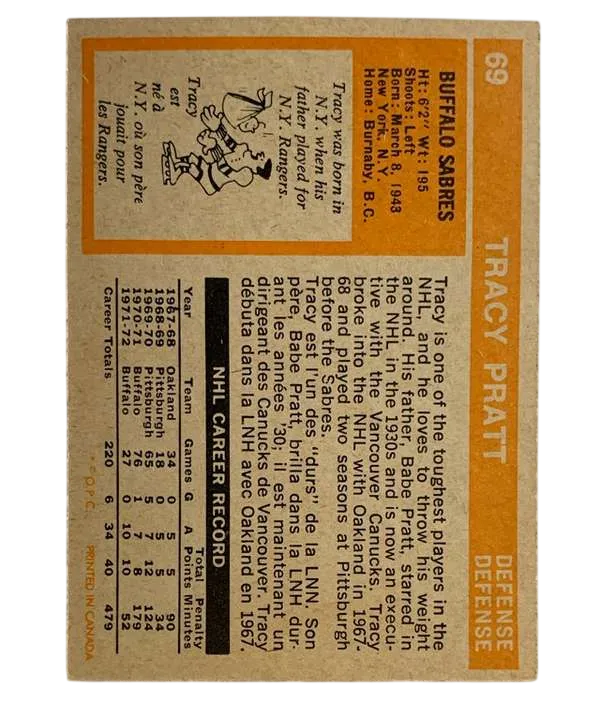 69 TRACY PRATT DEFENSE
DEFENSE
BUFFALO SABRES
Ht: 6'2" Wt: 195
Shoots: Left
Born: March 8, 1943
New York, N.Y.
Home: Burnaby, B.C.
Tracy was born in
N.Y. when his
father played for
N.Y. Rangers.
Tracy
est
né à
N.Y. où son père
jouait pour
les Rangers.
Tracy is one of the toughest players in the
NHL, and he loves to throw his weight
around. His father, Babe Pratt, starred in
the NHL in the 1930s and is now an execu-
tive with the Vancouver Canucks. Tracy
broke into the NHL with Oakland in 1967-
68 and played two seasons at Pittsburgh
before the Sabres.
Tracy est l'un des "durs" de la LNN. Son
père, Babe Pratt, brilla dans la LNH dur-
ant les années '30; il est maintenant un
dirigeant des Canucks de Vancouver. Tracy
débuta dans la LNH avec Oakland en 1967.
NHL CAREER RECORD
Total Penalty
Year Team Games G A Points Minutes
1967-68 Oakland 34 0 5 5 90
1968-69 Pittsburgh 18 0 5 5 34
1969-70 Pittsburgh 65 5 7 12 124
1970-71 Buffalo 76 1 7 8 179
1971-72 Buffalo 27 0 10 10 52
Career Totals 220 6 34 40 479
* © O.P.C. PRINTED IN CANADA